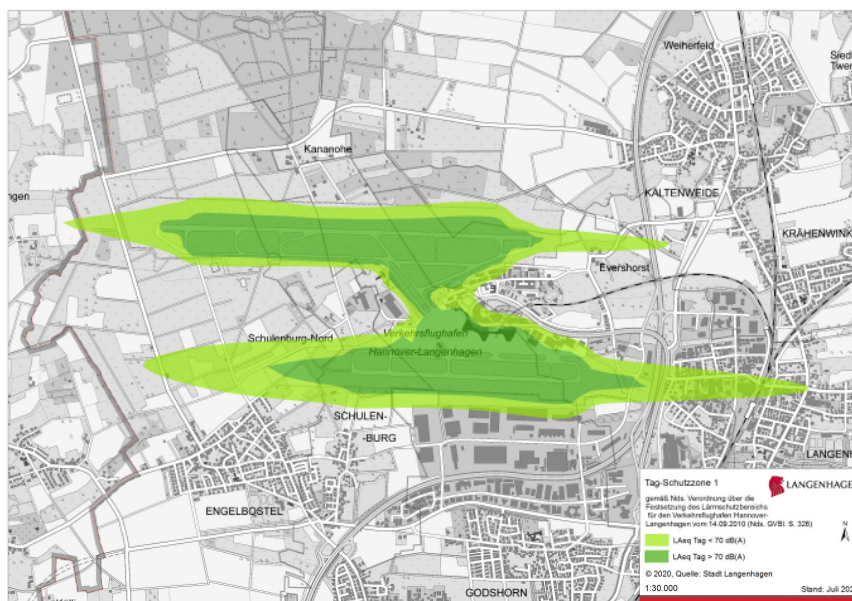 Weiherfeld
Kananohe
KALTENWEIDE
KRÄHENWINK
Evershorst
Schulenburg-Nord
Verkehrsflughafen
Hannover-Langenhagen
SCHULEN-
-BURG
LANGENH
ENGELBOSTEL
GODSHORN
Tag-Schutzzone 1
LANGENHAGE
gemäß Nds. Verordnung über die
Festsetzung des Lärmschutzbereichs
für den Verkehrsflughafen Hannover-
Langenhagen vom 14.09.2010 (Nds. GVBl. S. 326)
N
LAeq Tag < 70 dB(A)
LAeq Tag > 70 dB(A)
© 2020, Quelle: Stadt Langenhagen
1:30.000
Stand: Juli 202